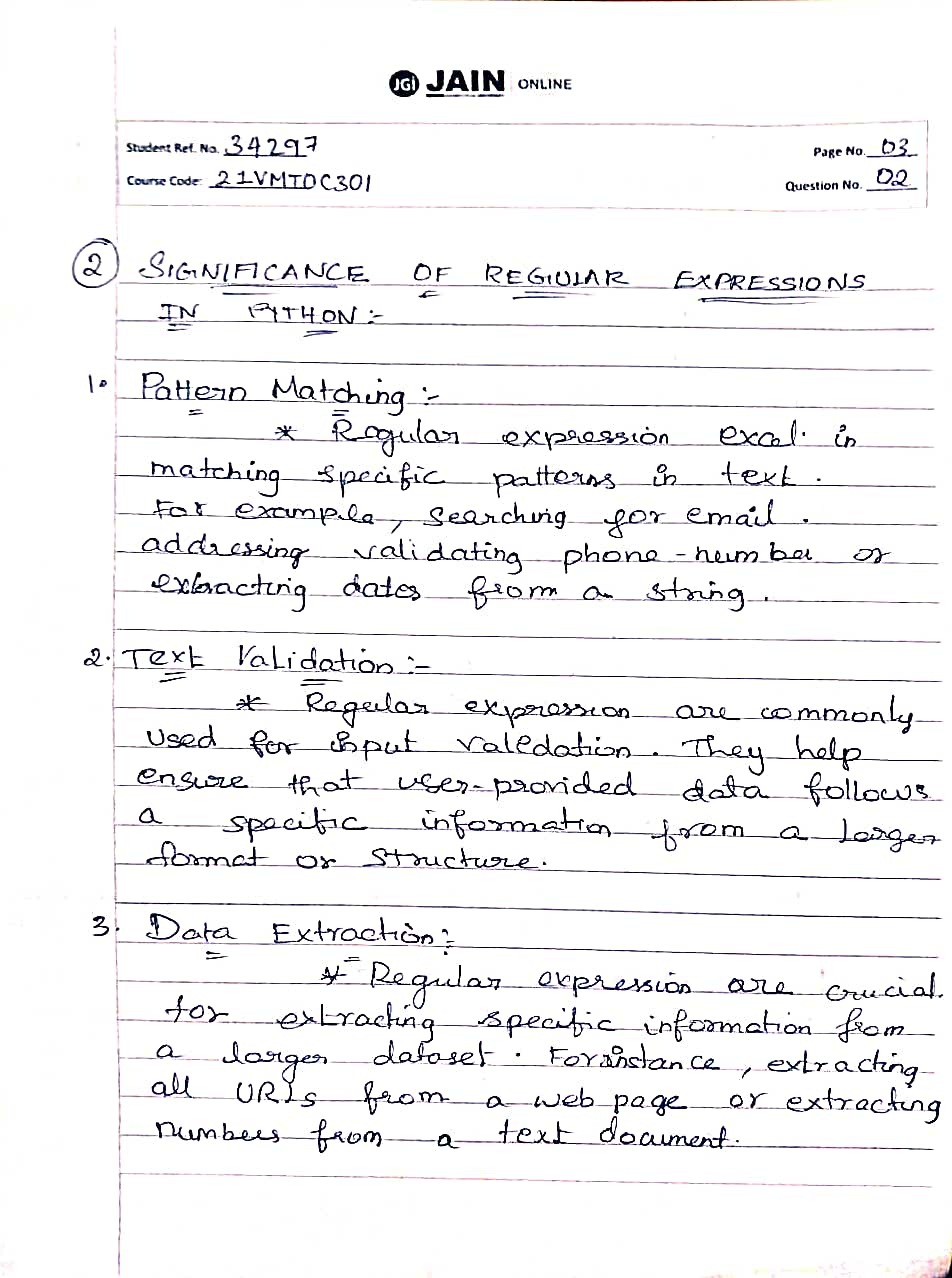 JGi JAIN ONLINE
Student Ref. No. 34297
Page No. 03
Course Code: 21VMTOC301
Question No. 02
2 SIGNIFICANCE OF REGIULAR EXPRESSIONS
IN PYTHON:-
1. Pattern Matching :-
* Regular expression excel. in
matching specific patterns in text.
For exampile, searching for email.
addressing validating phone-number or
extracting dates from a string.
2. Text Validation :-
* Regular expression are commonly
used for input validation. They help
ensure that user-provided data follows
a specific information from a larger
format or structure.
3. Data Extraction:-
* Regular expression are crucial.
for extracting specific information from
a larger dataset. For instance, extracting
all URLs from a web page or extracting
numbers from a text document.